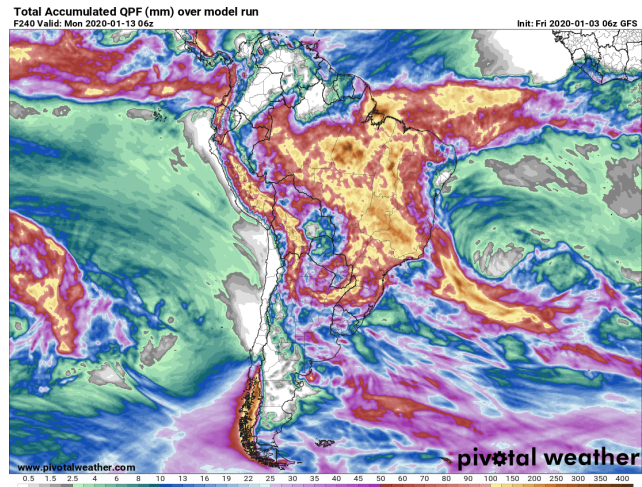 Total Accumulated QPF (mm) over model run
F240 Valid: Mon 2020-01-13 06z
Init: Fri 2020-01-03 06z GFS
www.pivotalweather.com
pivotal weather
0.5 1.5 2.5 4 6 8 10 13 16 19 22 25 30 35 40 45 50 60 70 80 90 100 150 200 250 300 350 400